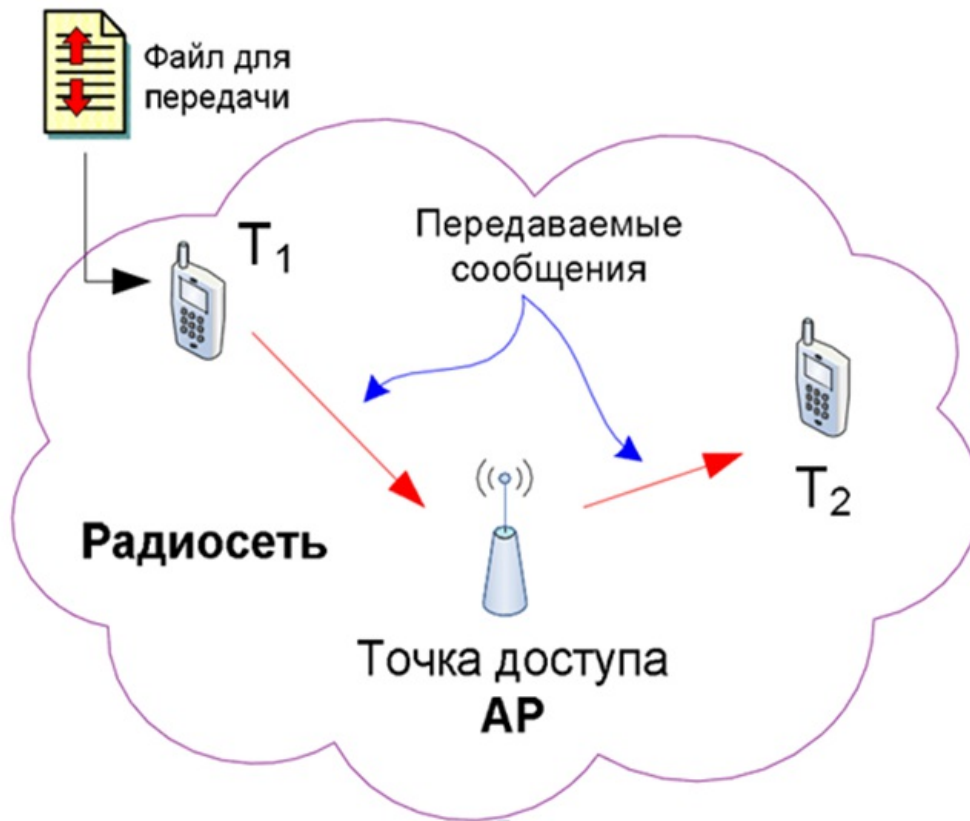 Файл для
передачи
T1
Передаваемые
сообщения
T2
Радиосеть
Точка доступа
AP